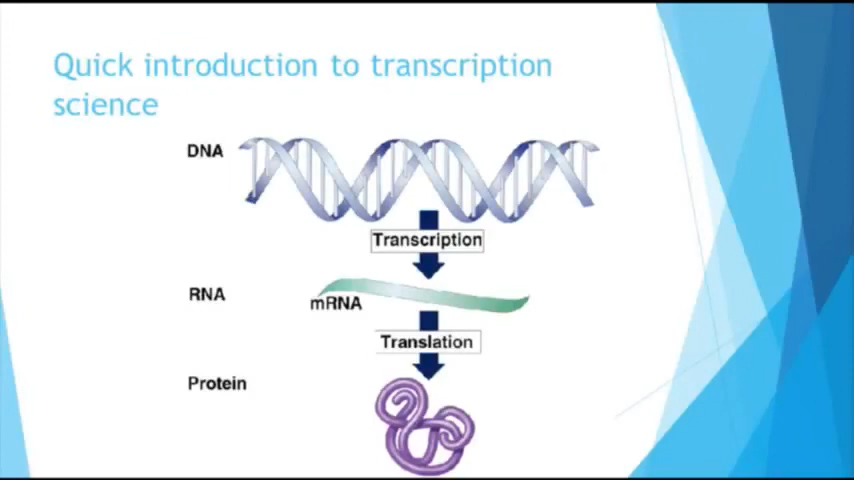 Quick introduction to transcription
science
DNA
Transcription
RNA
mRNA
Translation
Protein